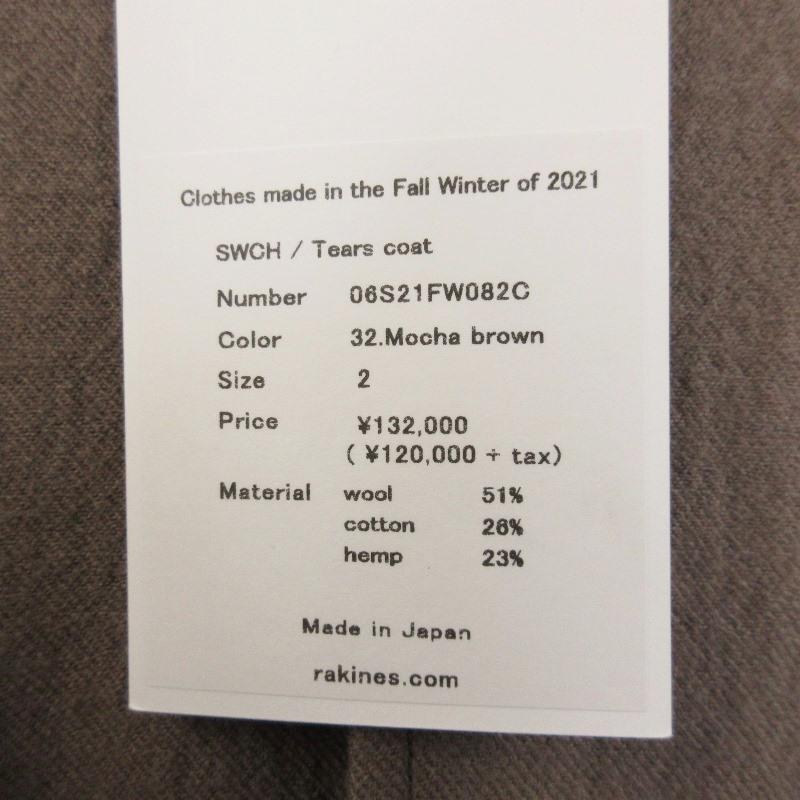 Clothes made in the Fall Winter of 2021
SWCH / Tears coat
Number 06S21FW082C
Color 32.Mocha brown
Size 2
Price ¥132,000
( ¥120,000 + tax)
Material wool 51%
cotton 26%
hemp 23%
Made in Japan
rakines.com